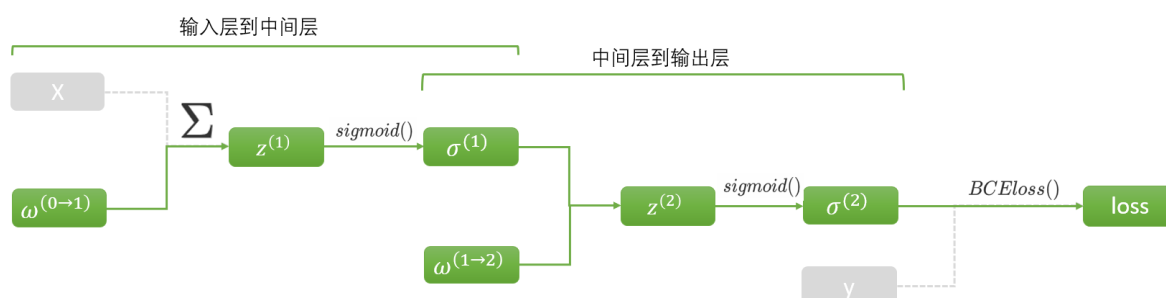 输入层到中间层
中间层到输出层
X
∑
z⁽¹⁾
sigmoid()
σ⁽¹⁾
ω⁽⁰→¹⁾
z⁽²⁾
sigmoid()
σ⁽²⁾
BCEloss()
loss
ω⁽¹→²⁾
y